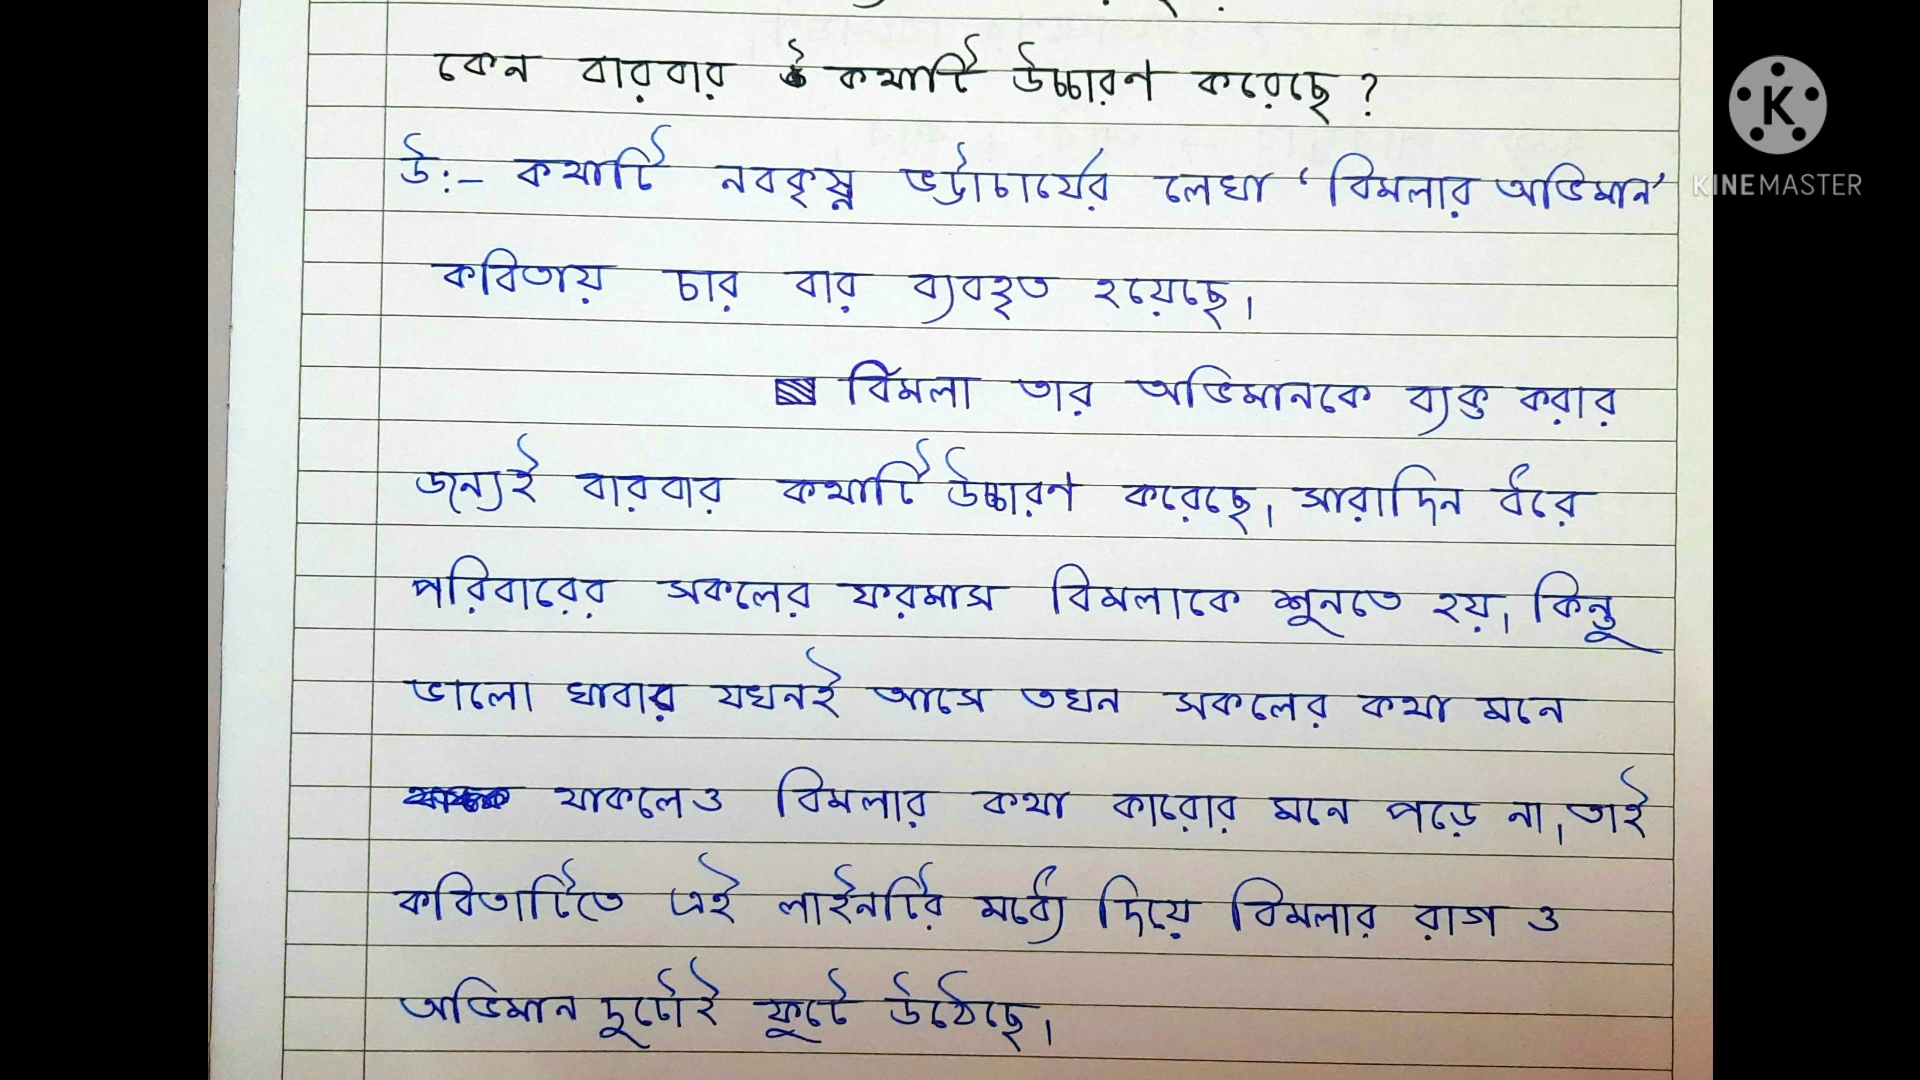 কেন বারবার কথাটি উচ্চারণ করেছে ?
উ:- কথাটি নবকৃষ্ণ ভট্টাচার্যের লেখা ‘বিমলার অভিমান’
KINEMASTER
কবিতায় চার বার ব্যবহৃত হয়েছে।
বিমলা তার অভিমানকে ব্যক্ত করার
জন্যেই বারবার কথাটি উচ্চারণ করেছে। সারাদিন ধরে
পরিবারের সকলের ফরমাস বিমলাকে শুনতে হয়। কিন্তু
ভালো খাবার যখনই আসে তখন সকলের কথা মনে
থাকলেও বিমলার কথা কারোর মনে পড়ে না। তাই
কবিতাটিতে এই লাইনটির মধ্যে দিয়ে বিমলার রাগ ও
অভিমান দুটোই ফুটে উঠেছে।